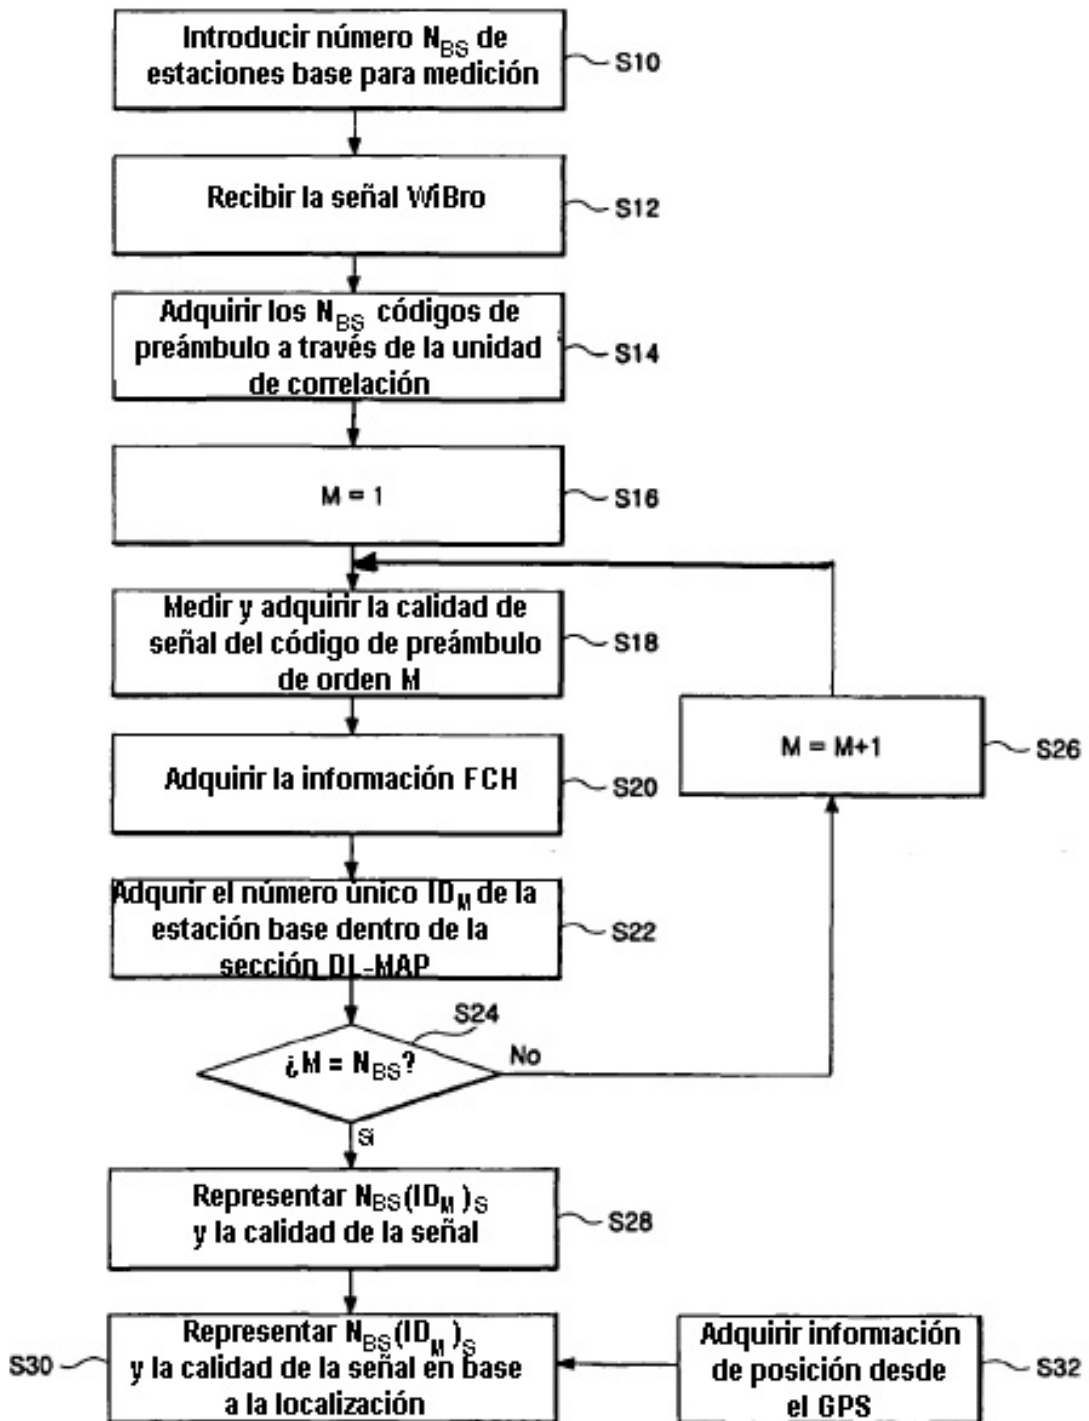 Introducir número N_BS de
estaciones base para medición
S10
Recibir la señal WiBro
S12
Adquirir los N_BS códigos de
preámbulo a través de la unidad
de correlación
S14
M = 1
S16
Medir y adquirir la calidad de
señal del código de preámbulo
de orden M
S18
M = M+1
S26
Adquirir la información FCH
S20
Adqurir el número único ID_M de la
estación base dentro de la
sección DL-MAP
S22
S24
¿M = N_BS?
No
Si
Representar N_BS(ID_M)_S
y la calidad de la señal
S28
S30
Representar N_BS(ID_M)_S
y la calidad de la señal en base
a la localización
Adquirir información
de posición desde
el GPS
S32